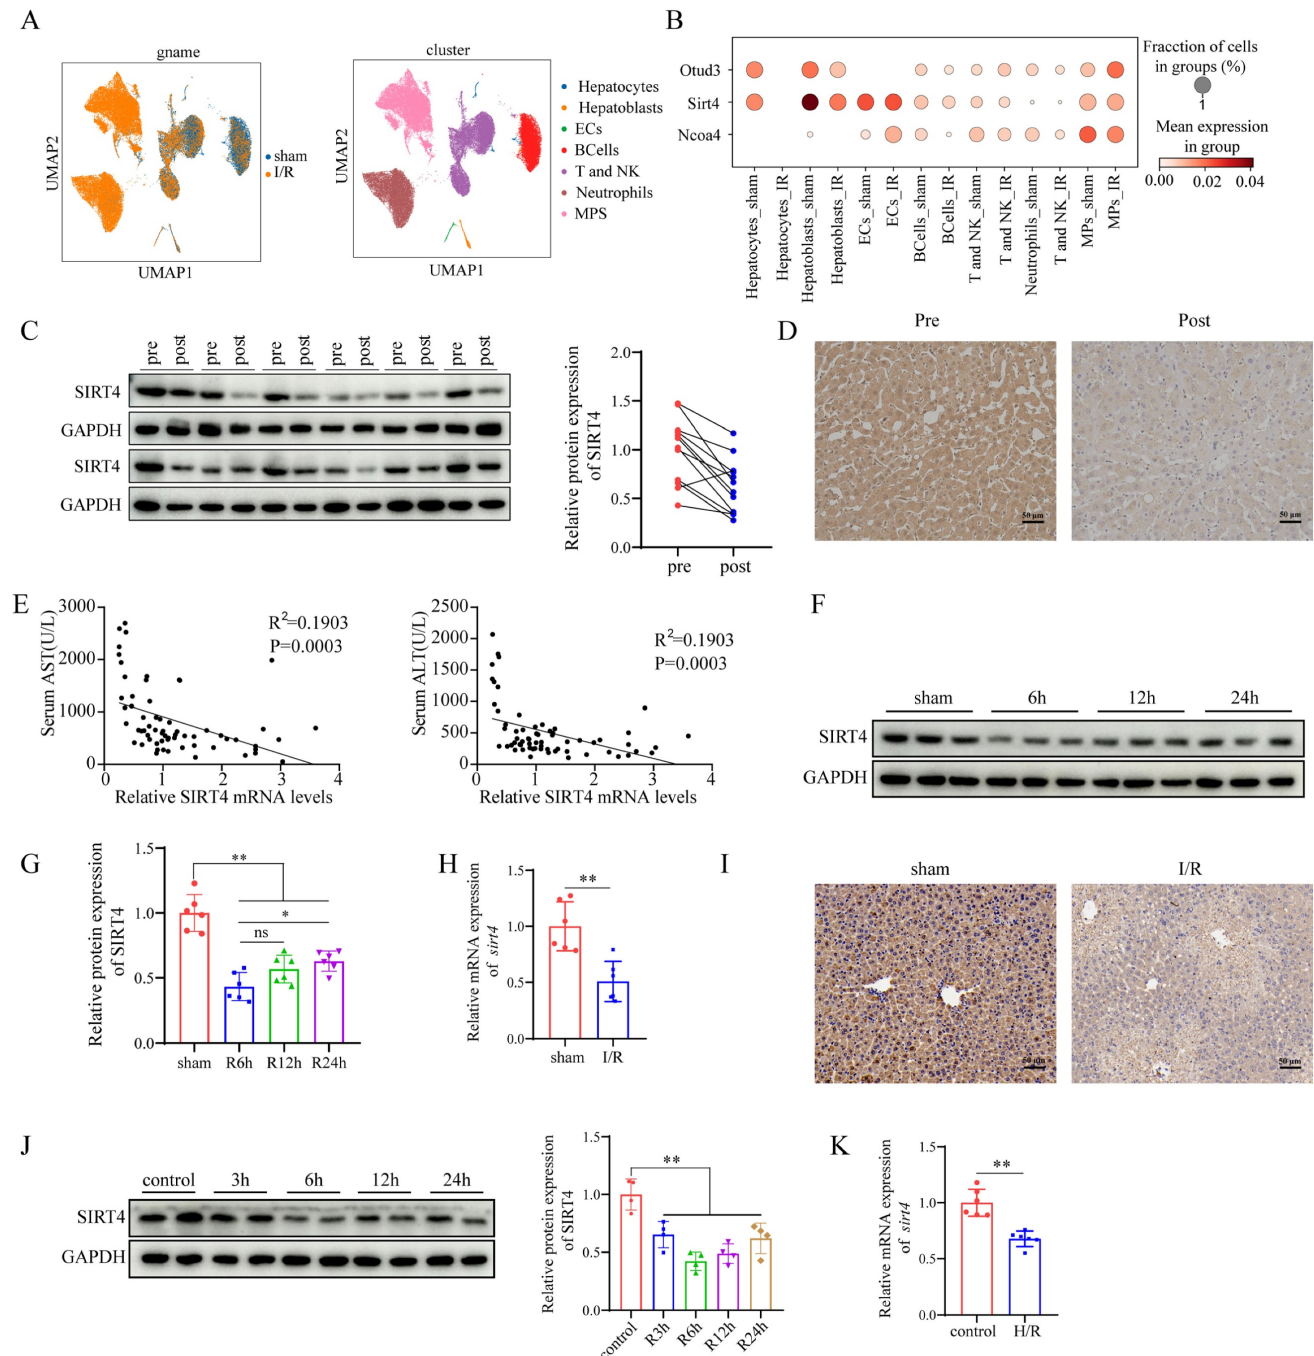 A
gname
UMAP2
UMAP1
sham
I/R
cluster
UMAP2
UMAP1
Hepatocytes
Hepatoblasts
ECs
BCells
T and NK
Neutrophils
MPS
B
Otud3
Sirt4
Ncoa4
Hepatocytes_sham
Hepatocytes_IR
Hepatoblasts_sham
Hepatoblasts_IR
ECs_sham
ECs_IR
BCells_sham
BCells_IR
T and NK_sham
T and NK_IR
Neutrophils_sham
T and NK_IR
MPs_sham
MPs_IR
Fracction of cells
in groups (%)
1
Mean expression
in group
0.00 0.02 0.04
C
pre post pre post pre post pre post pre post pre post
SIRT4
GAPDH
SIRT4
GAPDH
Relative protein expression
of SIRT4
2.0
1.5
1.0
0.5
0.0
pre post
D
Pre
Post
50 μm
50 μm
E
Serum AST(U/L)
3000
2000
1000
0
0 1 2 3 4
R²=0.1903
P=0.0003
Relative SIRT4 mRNA levels
Serum ALT(U/L)
2500
2000
1500
1000
500
0
0 1 2 3 4
R²=0.1903
P=0.0003
Relative SIRT4 mRNA levels
F
sham 6h 12h 24h
SIRT4
GAPDH
G
Relative protein expression
of SIRT4
1.5
1.0
0.5
0.0
**
*
ns
sham R6h R12h R24h
H
Relative mRNA expression
of sirt4
1.5
1.0
0.5
0.0
**
sham I/R
I
sham
I/R
50 μm
50 μm
J
control 3h 6h 12h 24h
SIRT4
GAPDH
Relative protein expression
of SIRT4
1.5
1.0
0.5
0.0
**
control R3h R6h R12h R24h
K
Relative mRNA expression
of sirt4
1.5
1.0
0.5
0.0
**
control H/R